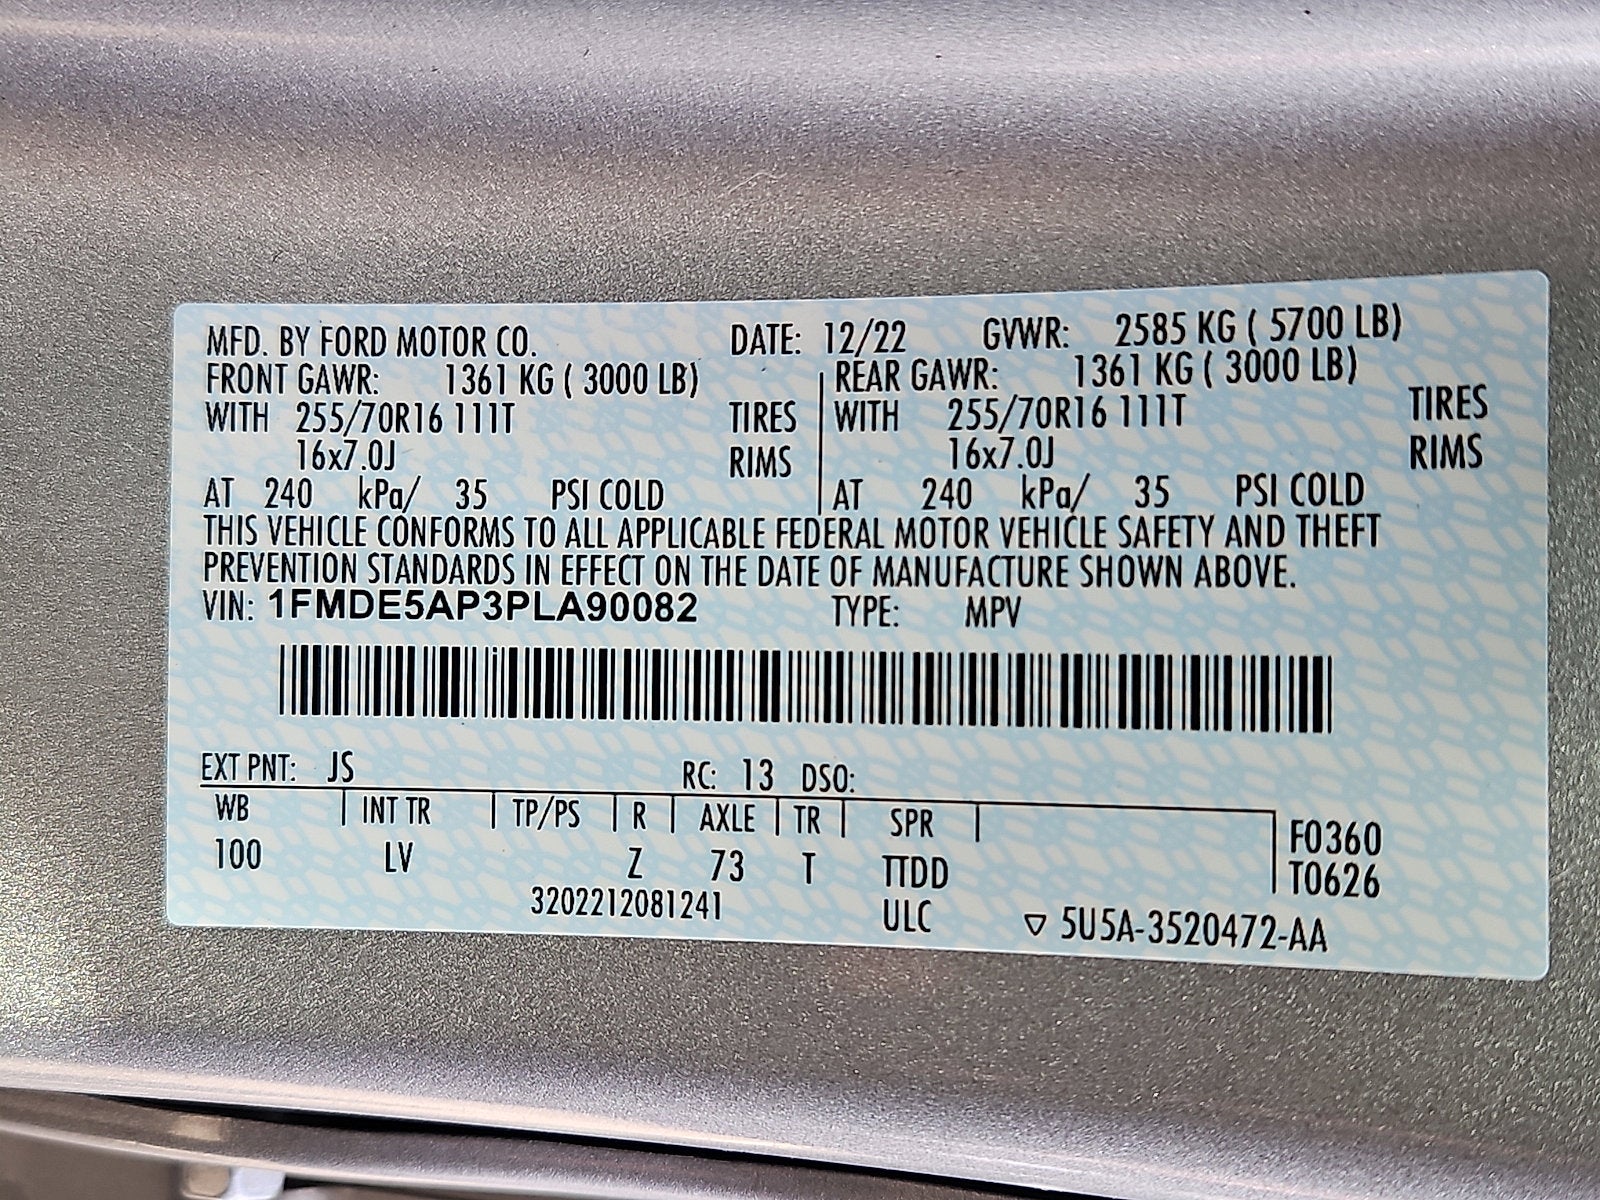 MFD. BY FORD MOTOR CO. DATE: 12/22 GVWR: 2585 KG ( 5700 LB)
FRONT GAWR: 1361 KG ( 3000 LB) REAR GAWR: 1361 KG ( 3000 LB)
WITH 255/70R16 111T TIRES WITH 255/70R16 111T TIRES
16x7.0J RIMS 16x7.0J RIMS
AT 240 kPa/ 35 PSI COLD AT 240 kPa/ 35 PSI COLD
THIS VEHICLE CONFORMS TO ALL APPLICABLE FEDERAL MOTOR VEHICLE SAFETY AND THEFT
PREVENTION STANDARDS IN EFFECT ON THE DATE OF MANUFACTURE SHOWN ABOVE.
VIN: 1FMDE5AP3PLA90082 TYPE: MPV
EXT PNT: JS RC: 13 DSO:
WB INT TR TP/PS R AXLE TR SPR F0360
100 LV Z 73 T TTDD T0626
3202212081241 ULC ▽ 5U5A-3520472-AA